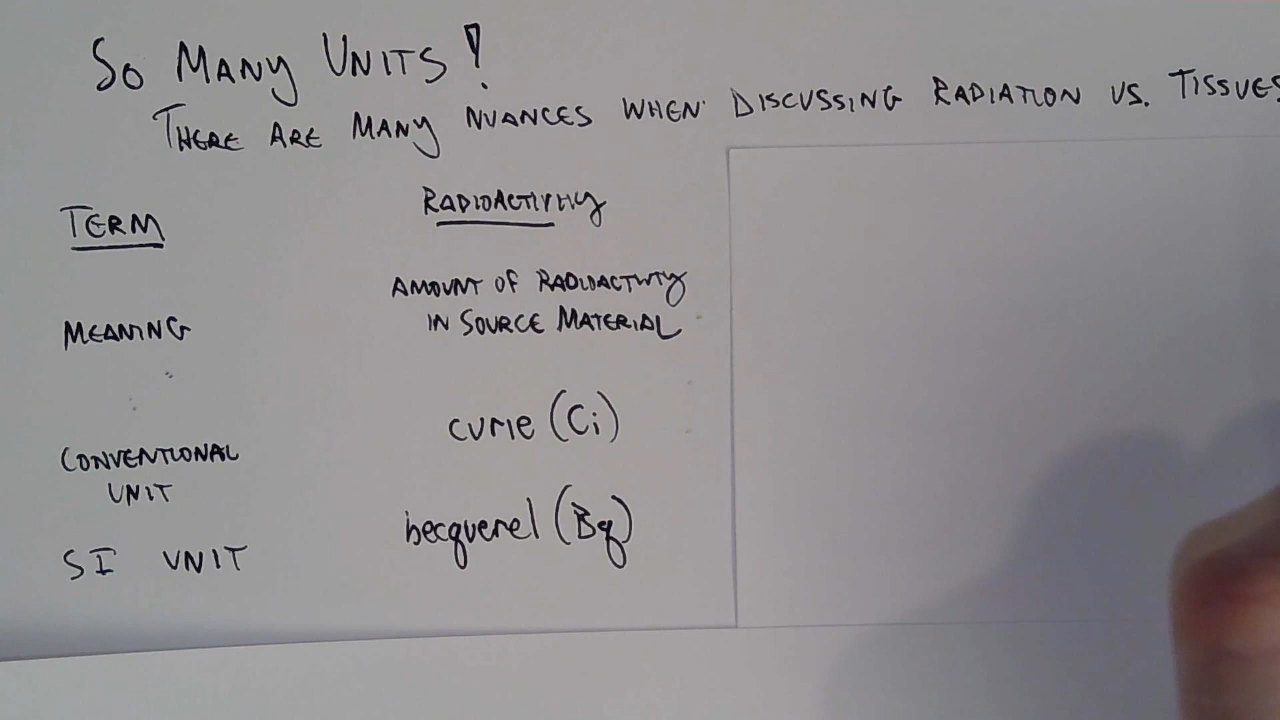 SO MANY UNITS!
THERE ARE MANY NUANCES WHEN DISCUSSING RADIATION VS. TISSUES
TERM
RADIOACTIVITY
MEANING
AMOUNT OF RADIOACTIVITY
IN SOURCE MATERIAL
CONVENTIONAL
UNIT
curie (Ci)
SI UNIT
becquerel (Bq)